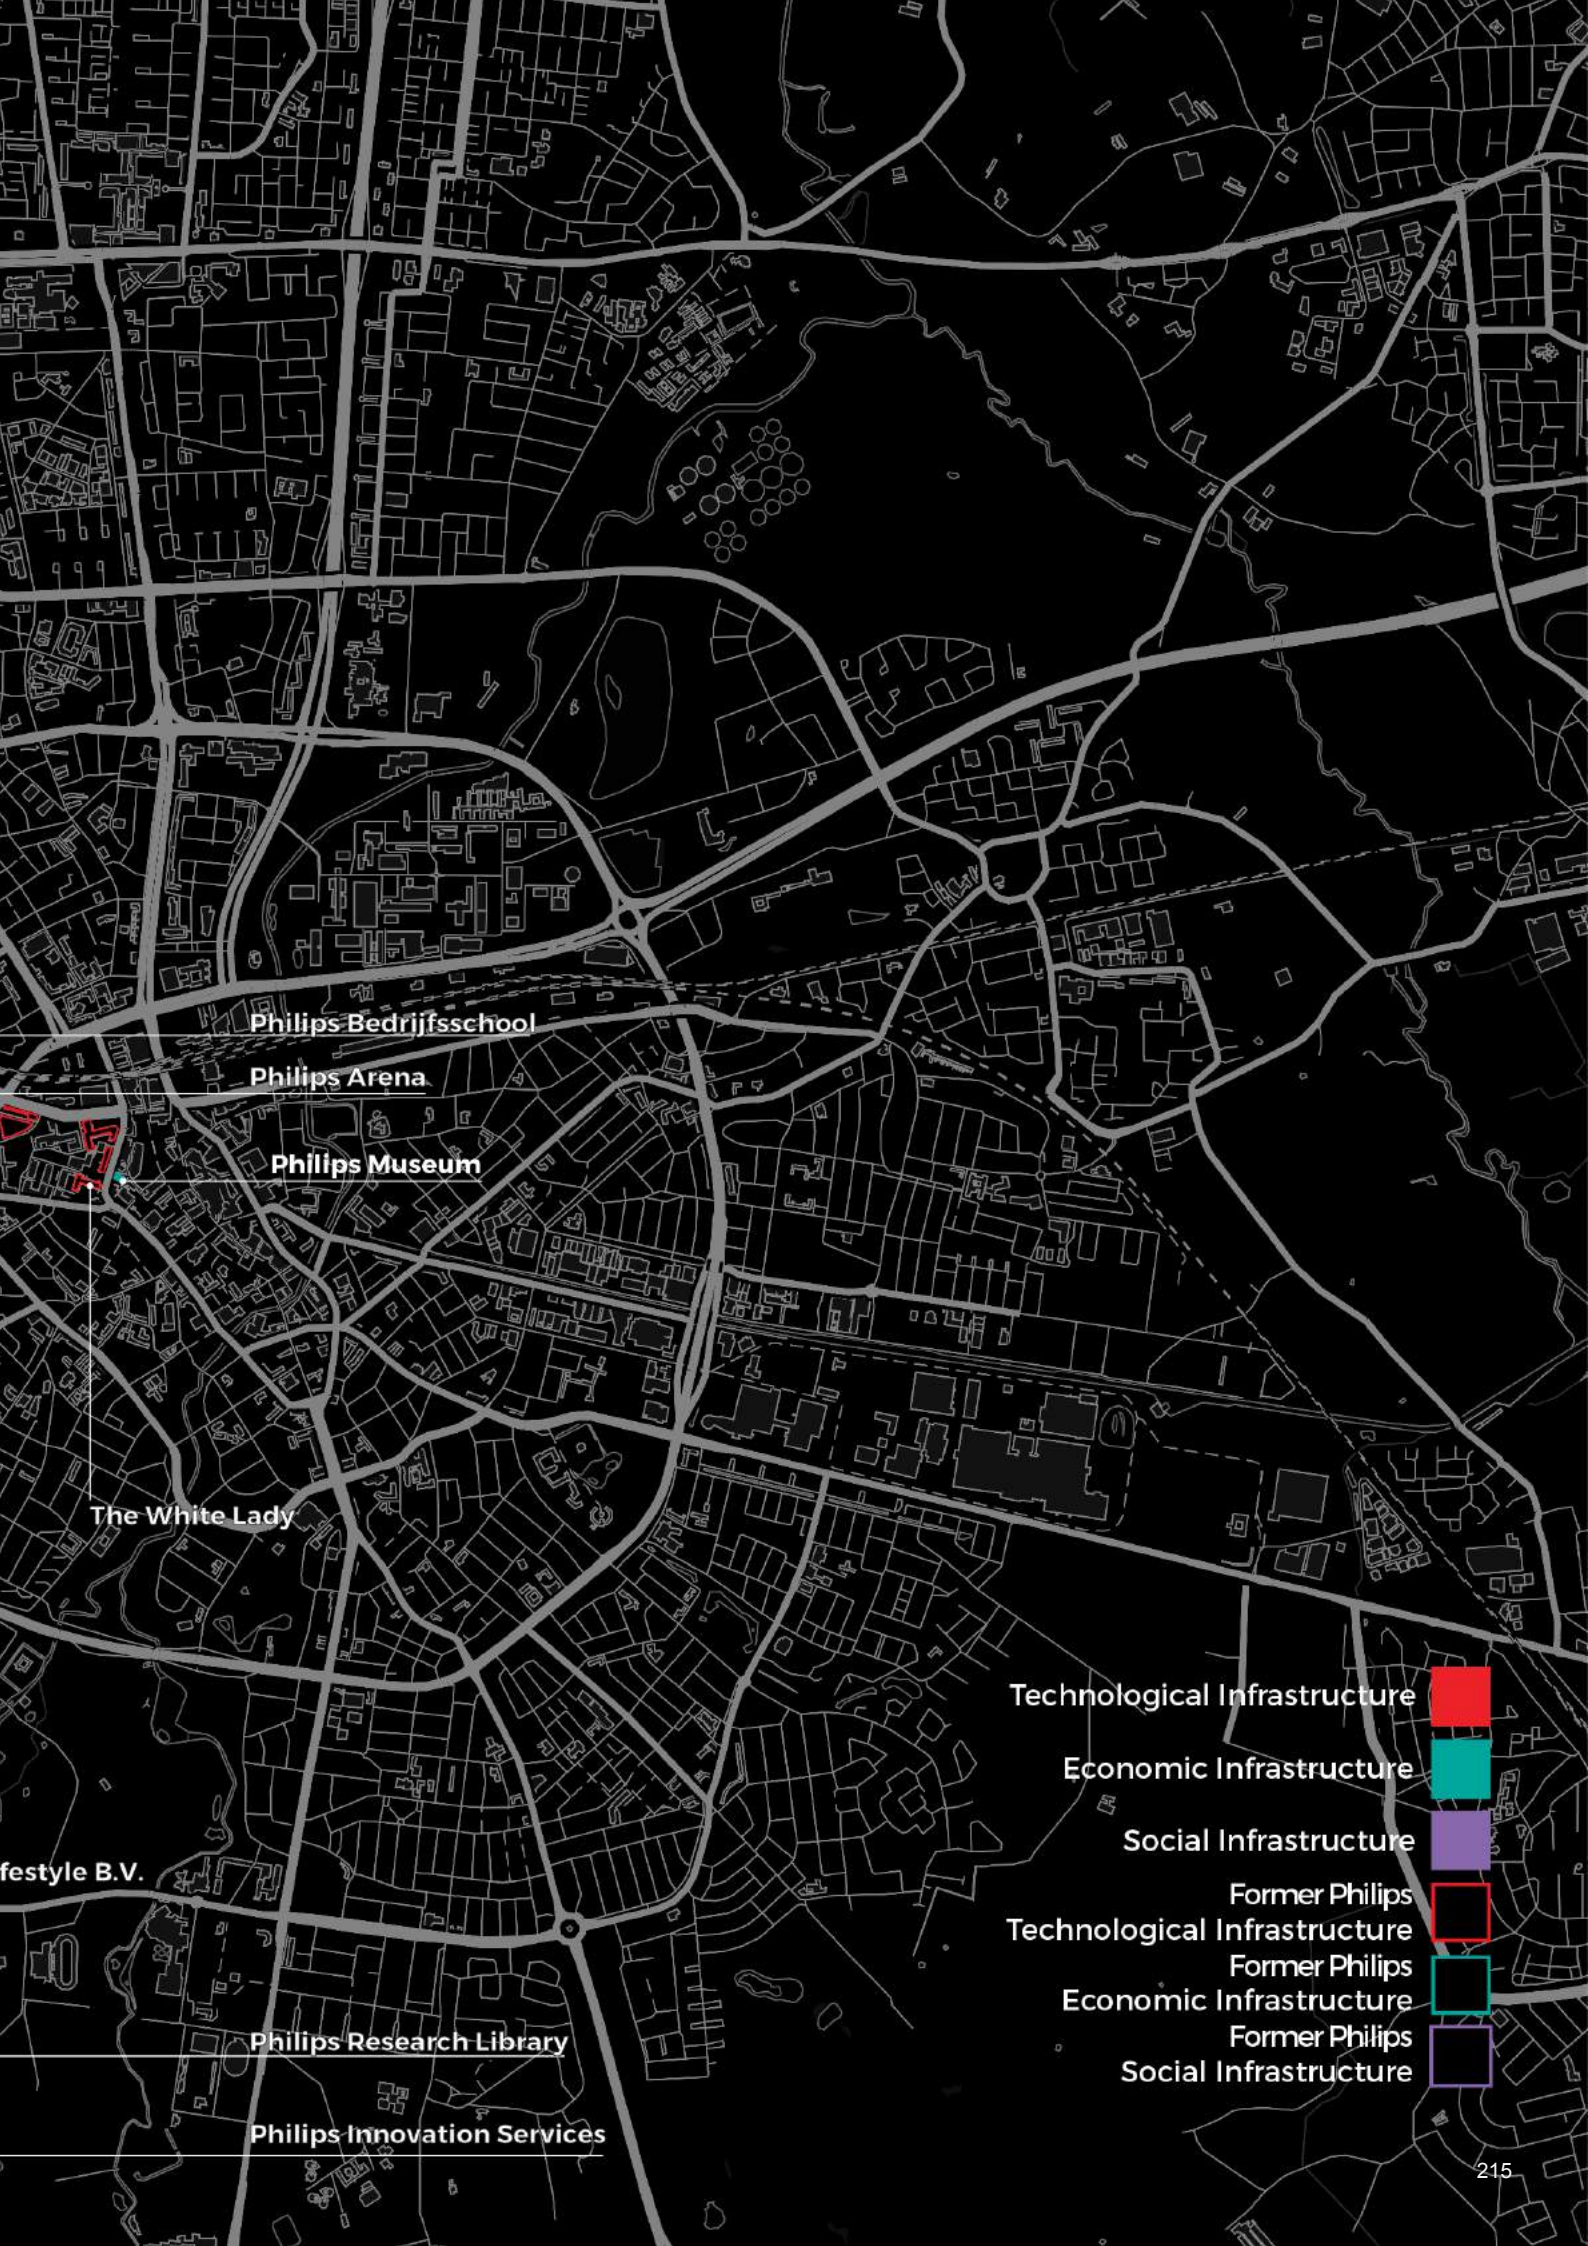 Philips Bedrijfsschool
Philips Arena
Philips Museum
The White Lady
Technological Infrastructure
Economic Infrastructure
Social Infrastructure
festyle B.V.
Former Philips
Technological Infrastructure
Former Philips
Economic Infrastructure
Former Philips
Social Infrastructure
Philips Research Library
Philips Innovation Services
215